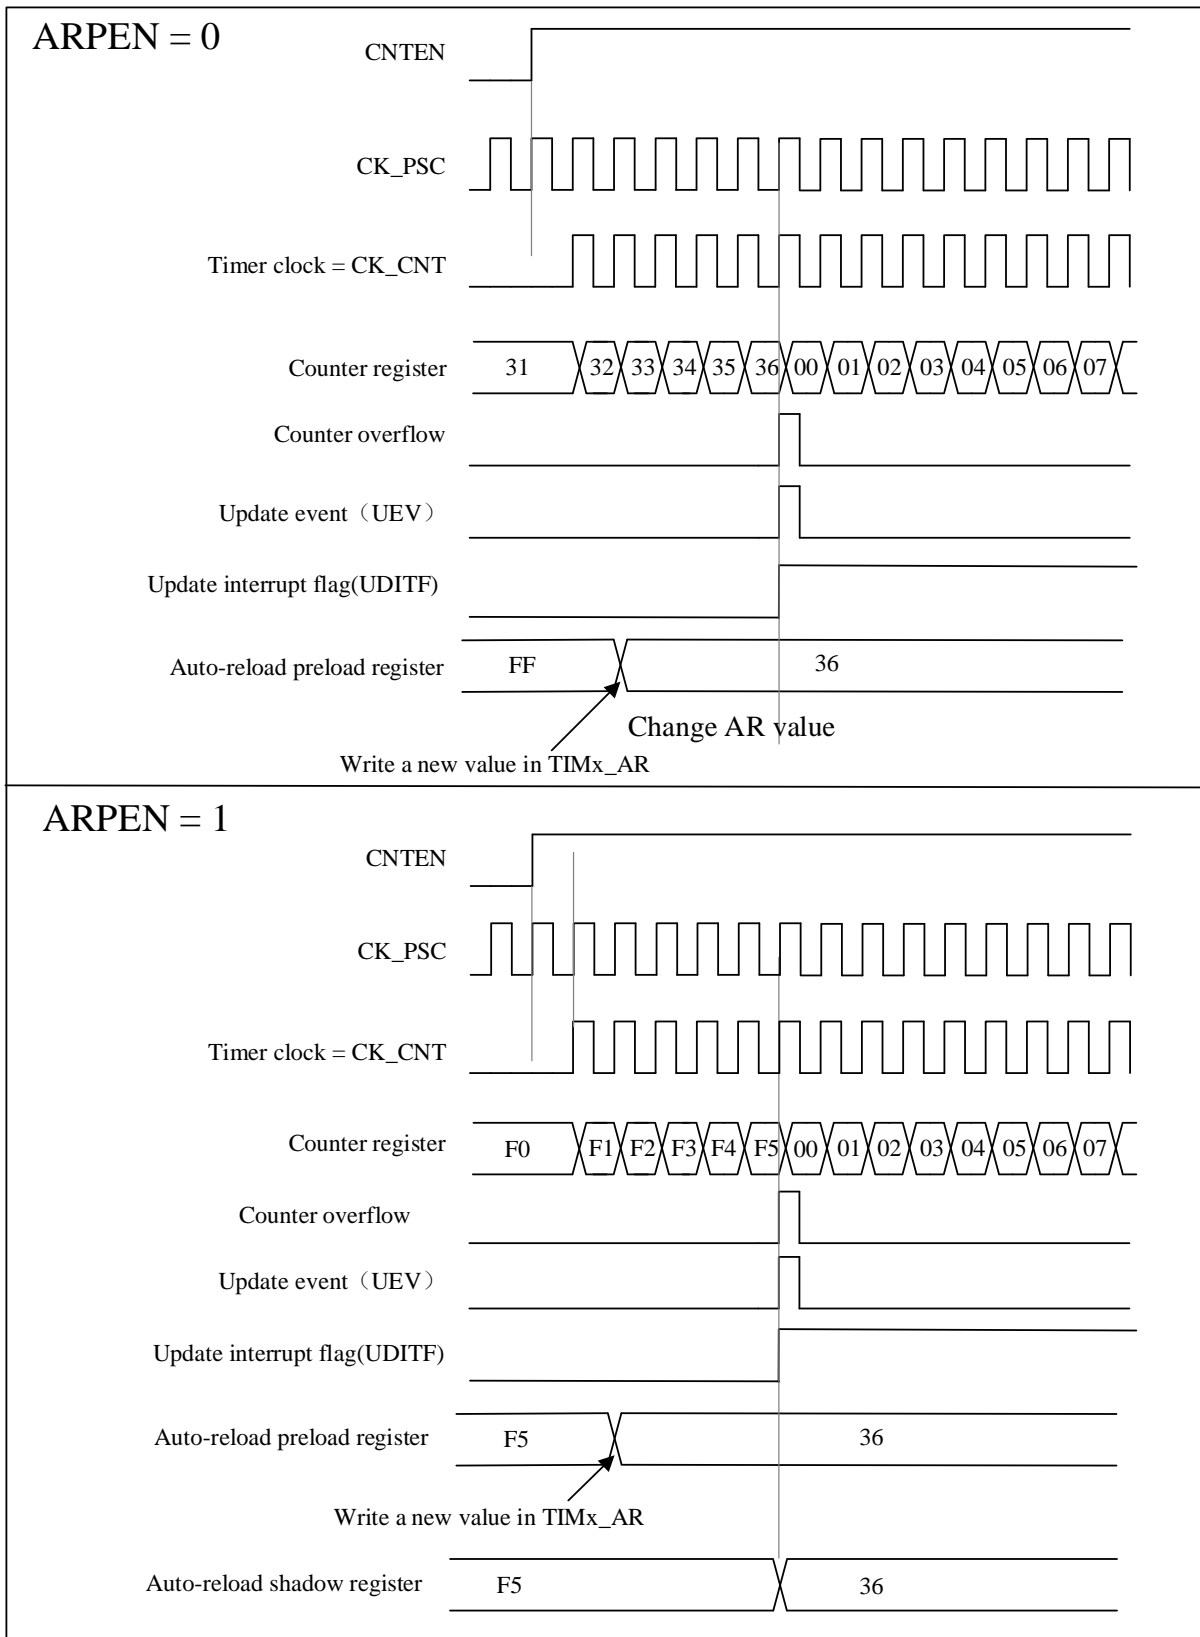 ARPEN = 0
CNTEN
CK_PSC
Timer clock = CK_CNT
Counter register 31 32 33 34 35 36 00 01 02 03 04 05 06 07
Counter overflow
Update event（UEV）
Update interrupt flag(UDITF)
Auto-reload preload register FF 36
Change AR value
Write a new value in TIMx_AR
ARPEN = 1
CNTEN
CK_PSC
Timer clock = CK_CNT
Counter register F0 F1 F2 F3 F4 F5 00 01 02 03 04 05 06 07
Counter overflow
Update event（UEV）
Update interrupt flag(UDITF)
Auto-reload preload register F5 36
Write a new value in TIMx_AR
Auto-reload shadow register F5 36